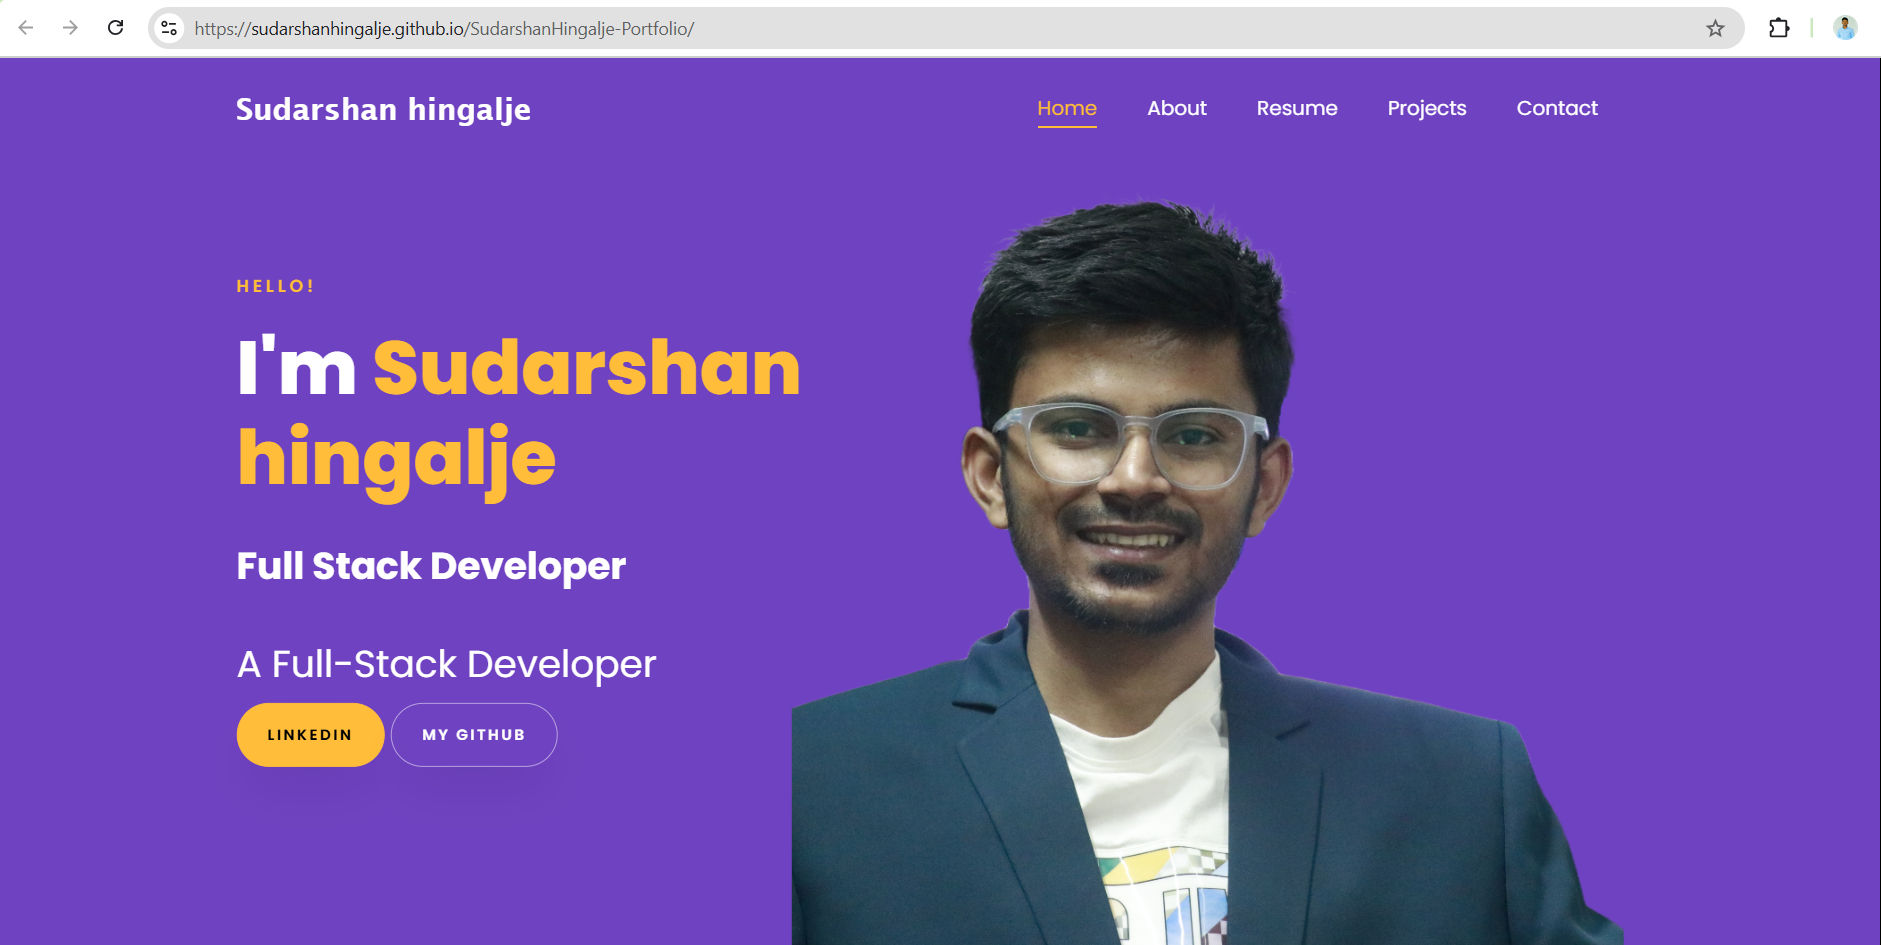 https://sudarshanhingalje.github.io/SudarshanHingalje-Portfolio/
Sudarshan hingalje
Home About Resume Projects Contact
HELLO!
I'm Sudarshan
hingalje
Full Stack Developer
A Full-Stack Developer
LINKEDIN MY GITHUB